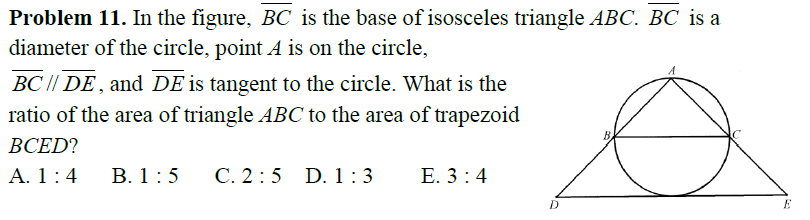 Problem 11. In the figure, BC is the base of isosceles triangle ABC. BC is a
diameter of the circle, point A is on the circle,
BC // DE, and DE is tangent to the circle. What is the
ratio of the area of triangle ABC to the area of trapezoid
BCED?
A. 1 : 4 B. 1 : 5 C. 2 : 5 D. 1 : 3 E. 3 : 4
A
B C
D E